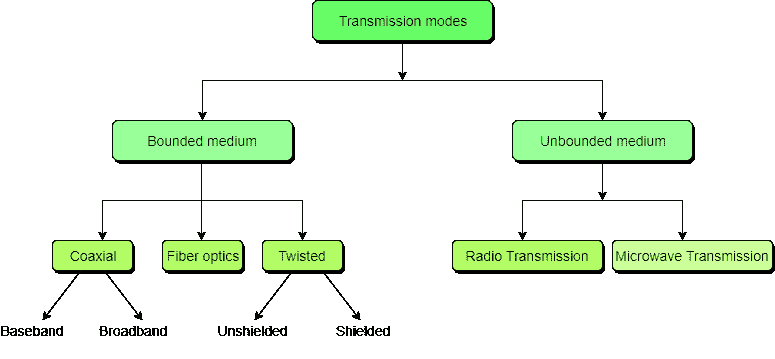 Transmission modes
Bounded medium
Unbounded medium
Coaxial
Fiber optics
Twisted
Radio Transmission
Microwave Transmission
Baseband
Broadband
Unshielded
Shielded